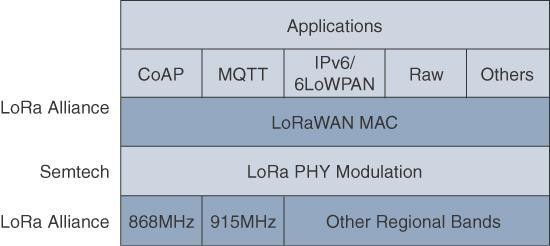 Applications
CoAP MQTT IPv6/
6LoWPAN Raw Others
LoRa Alliance LoRaWAN MAC
Semtech LoRa PHY Modulation
LoRa Alliance 868MHz 915MHz Other Regional Bands